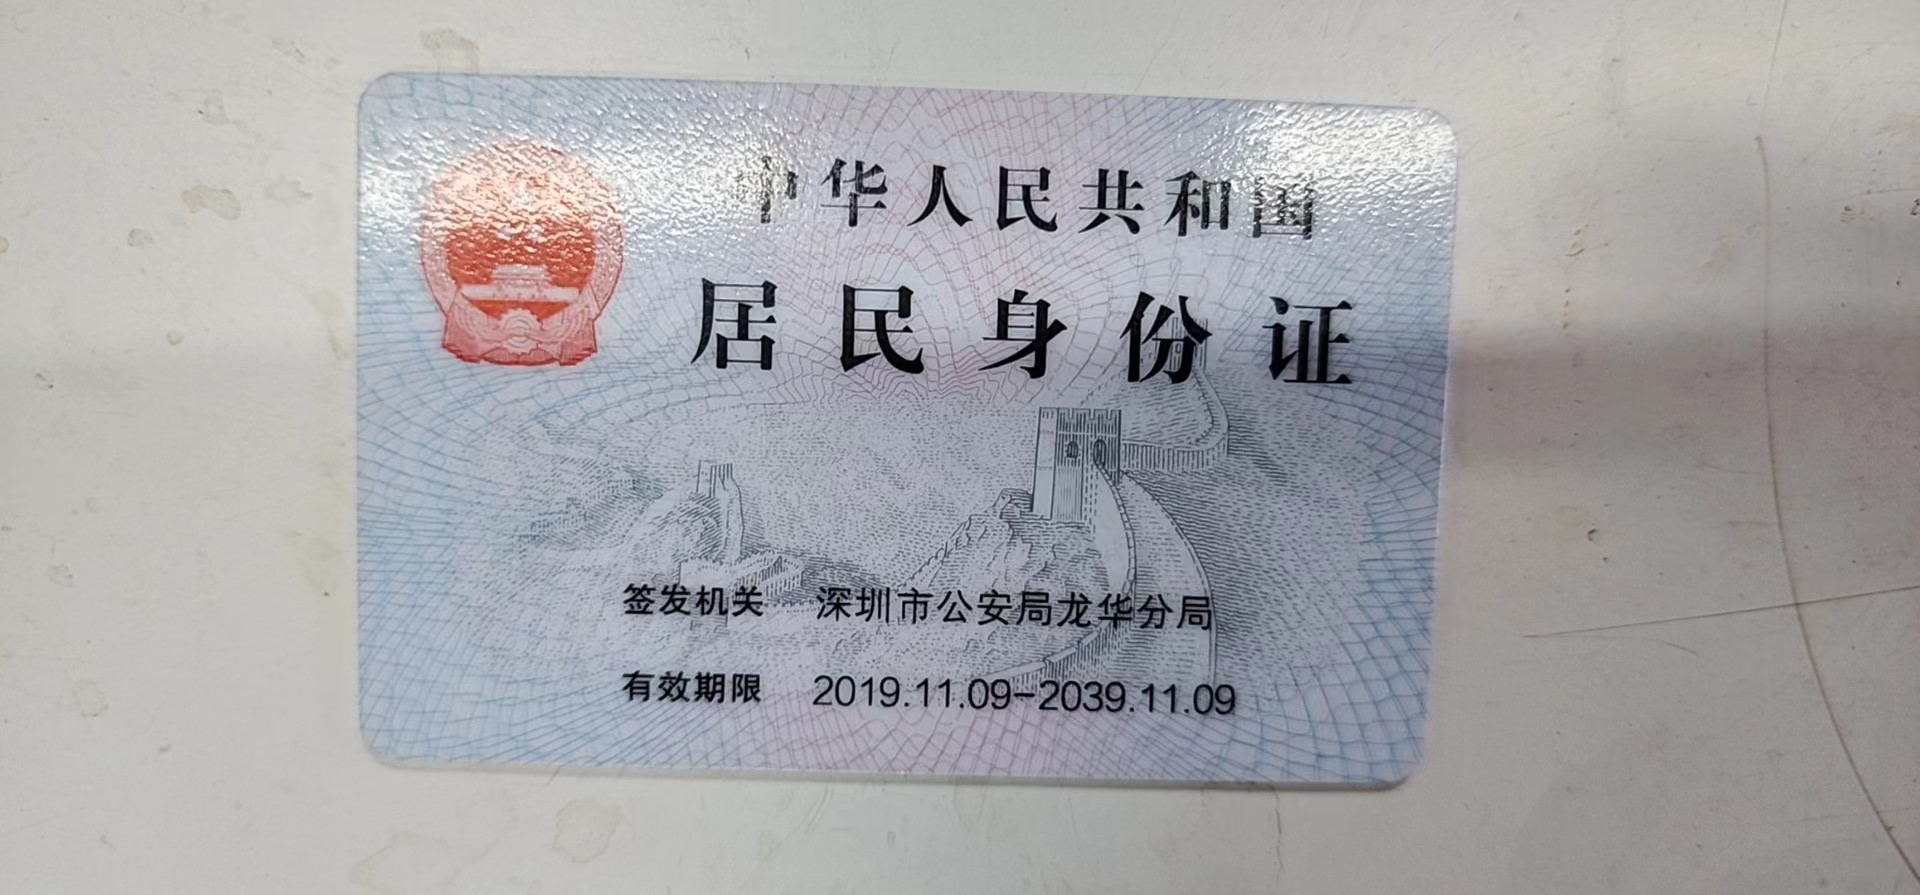 中华人民共和国
居民身份证
签发机关 深圳市公安局龙华分局
有效期限 2019.11.09-2039.11.09